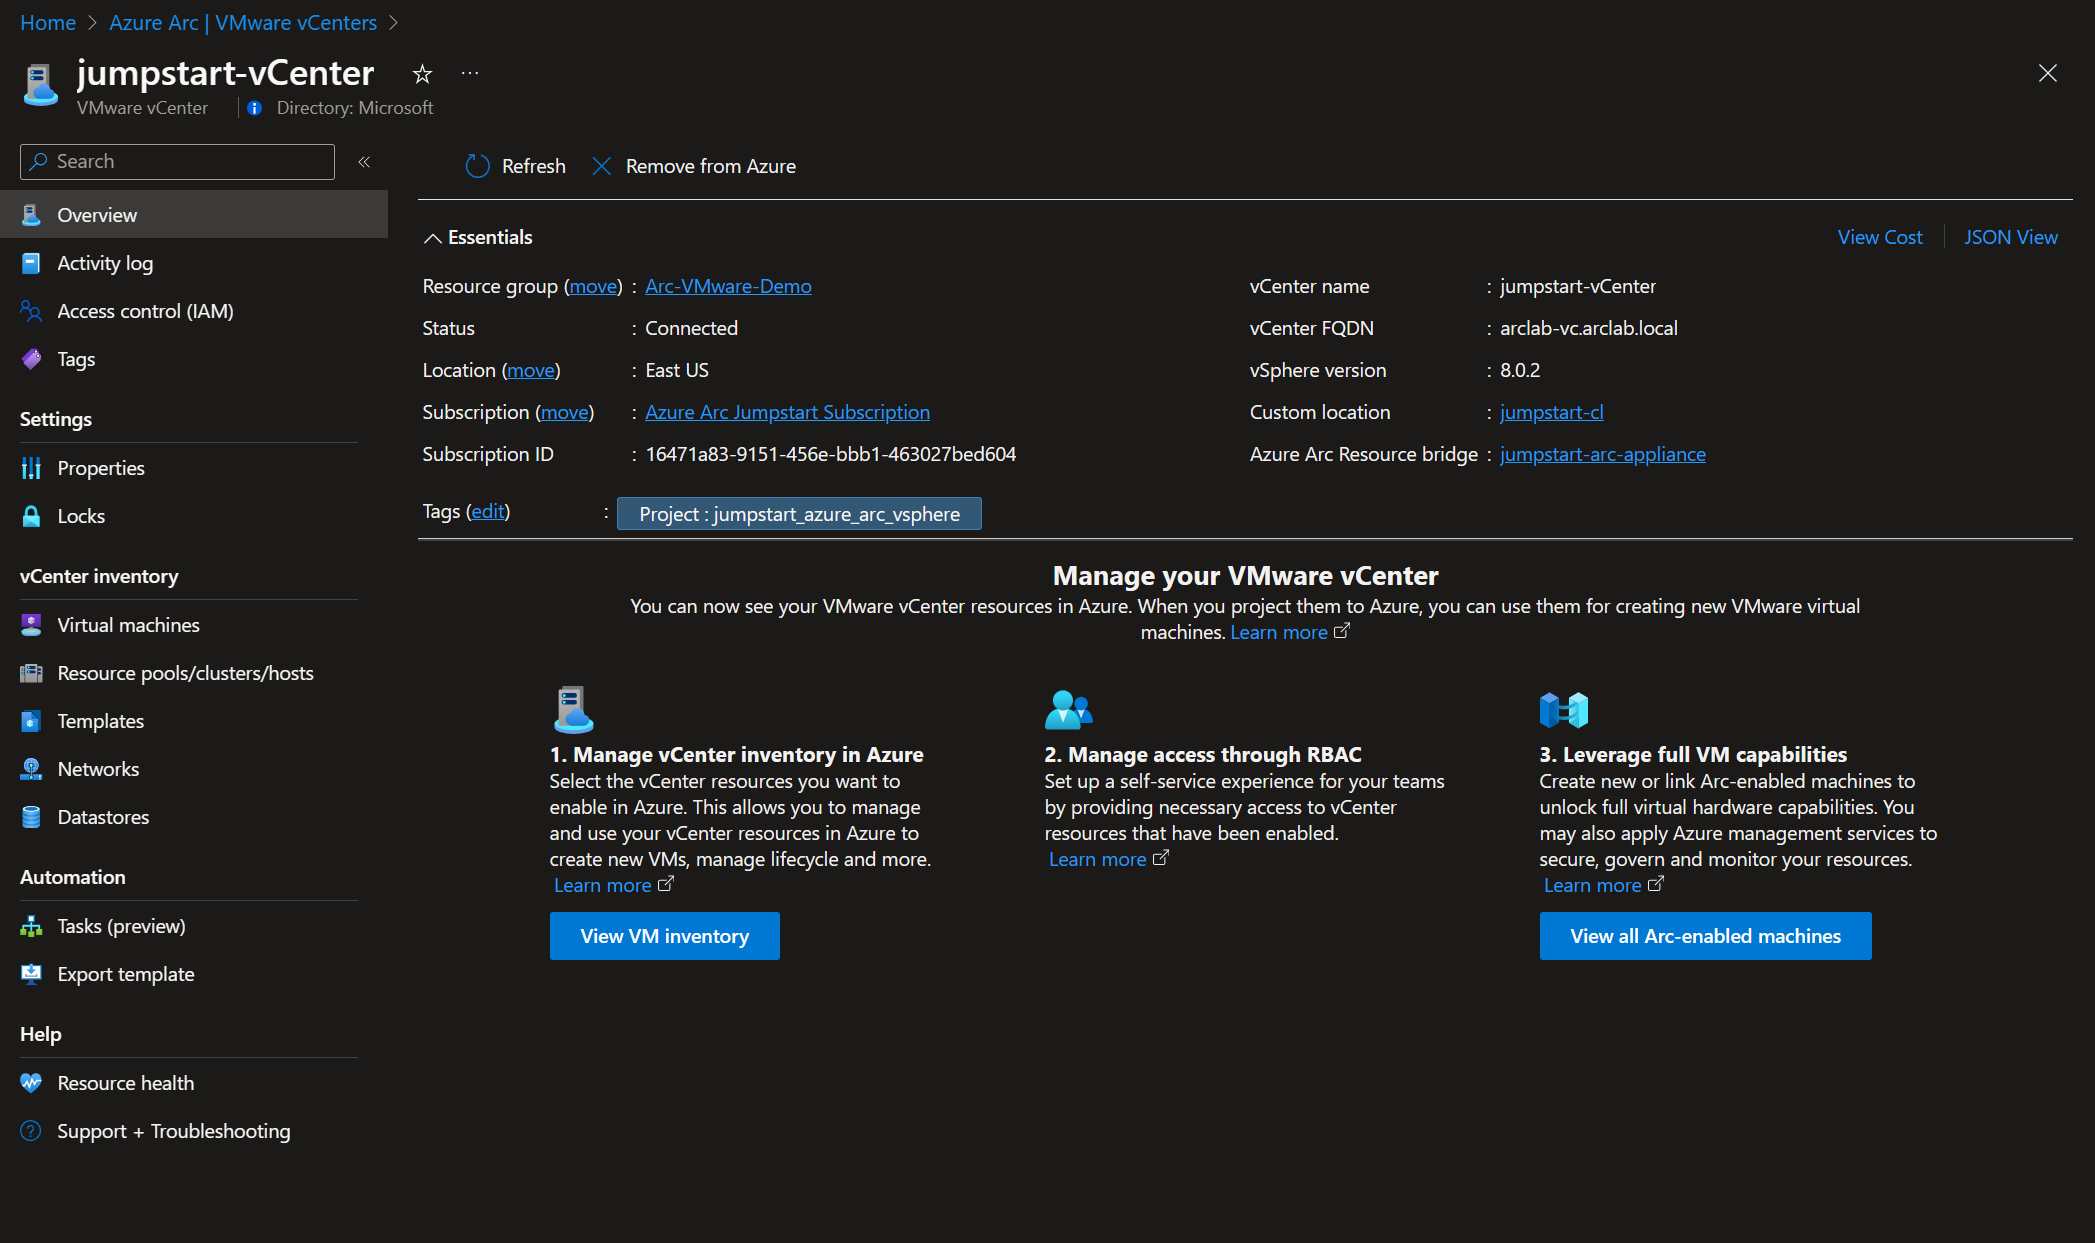 Home > Azure Arc | VMware vCenters >
jumpstart-vCenter ☆ ···
VMware vCenter | Directory: Microsoft
Search «
Overview
Activity log
Access control (IAM)
Tags
Settings
Properties
Locks
vCenter inventory
Virtual machines
Resource pools/clusters/hosts
Templates
Networks
Datastores
Automation
Tasks (preview)
Export template
Help
Resource health
Support + Troubleshooting
Refresh Remove from Azure
Essentials View Cost JSON View
Resource group (move) : Arc-VMware-Demo
Status : Connected
Location (move) : East US
Subscription (move) : Azure Arc Jumpstart Subscription
Subscription ID : 16471a83-9151-456e-bbb1-463027bed604
vCenter name : jumpstart-vCenter
vCenter FQDN : arclab-vc.arclab.local
vSphere version : 8.0.2
Custom location : jumpstart-cl
Azure Arc Resource bridge : jumpstart-arc-appliance
Tags (edit) : Project : jumpstart_azure_arc_vsphere
Manage your VMware vCenter
You can now see your VMware vCenter resources in Azure. When you project them to Azure, you can use them for creating new VMware virtual
machines. Learn more
1. Manage vCenter inventory in Azure
Select the vCenter resources you want to
enable in Azure. This allows you to manage
and use your vCenter resources in Azure to
create new VMs, manage lifecycle and more.
Learn more
View VM inventory
2. Manage access through RBAC
Set up a self-service experience for your teams
by providing necessary access to vCenter
resources that have been enabled.
Learn more
3. Leverage full VM capabilities
Create new or link Arc-enabled machines to
unlock full virtual hardware capabilities. You
may also apply Azure management services to
secure, govern and monitor your resources.
Learn more
View all Arc-enabled machines